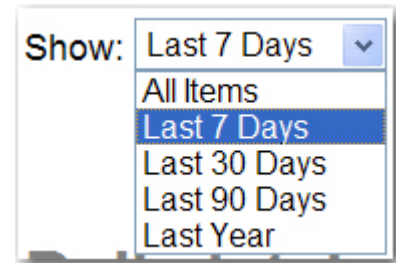 Show: Last 7 Days
All Items
Last 7 Days
Last 30 Days
Last 90 Days
Last Year